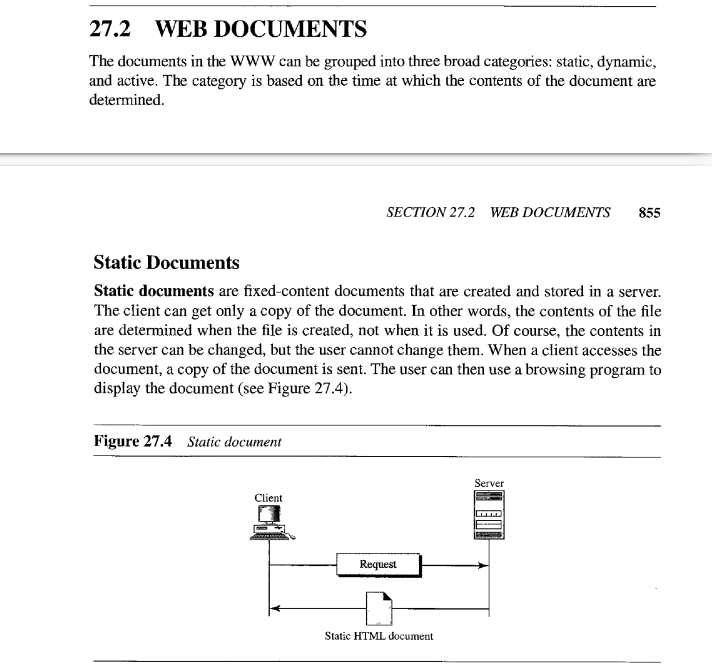 27.2 WEB DOCUMENTS
The documents in the WWW can be grouped into three broad categories: static, dynamic,
and active. The category is based on the time at which the contents of the document are
determined.
SECTION 27.2 WEB DOCUMENTS 855
Static Documents
Static documents are fixed-content documents that are created and stored in a server.
The client can get only a copy of the document. In other words, the contents of the file
are determined when the file is created, not when it is used. Of course, the contents in
the server can be changed, but the user cannot change them. When a client accesses the
document, a copy of the document is sent. The user can then use a browsing program to
display the document (see Figure 27.4).
Figure 27.4 Static document
Server
Client
Request
Static HTML document